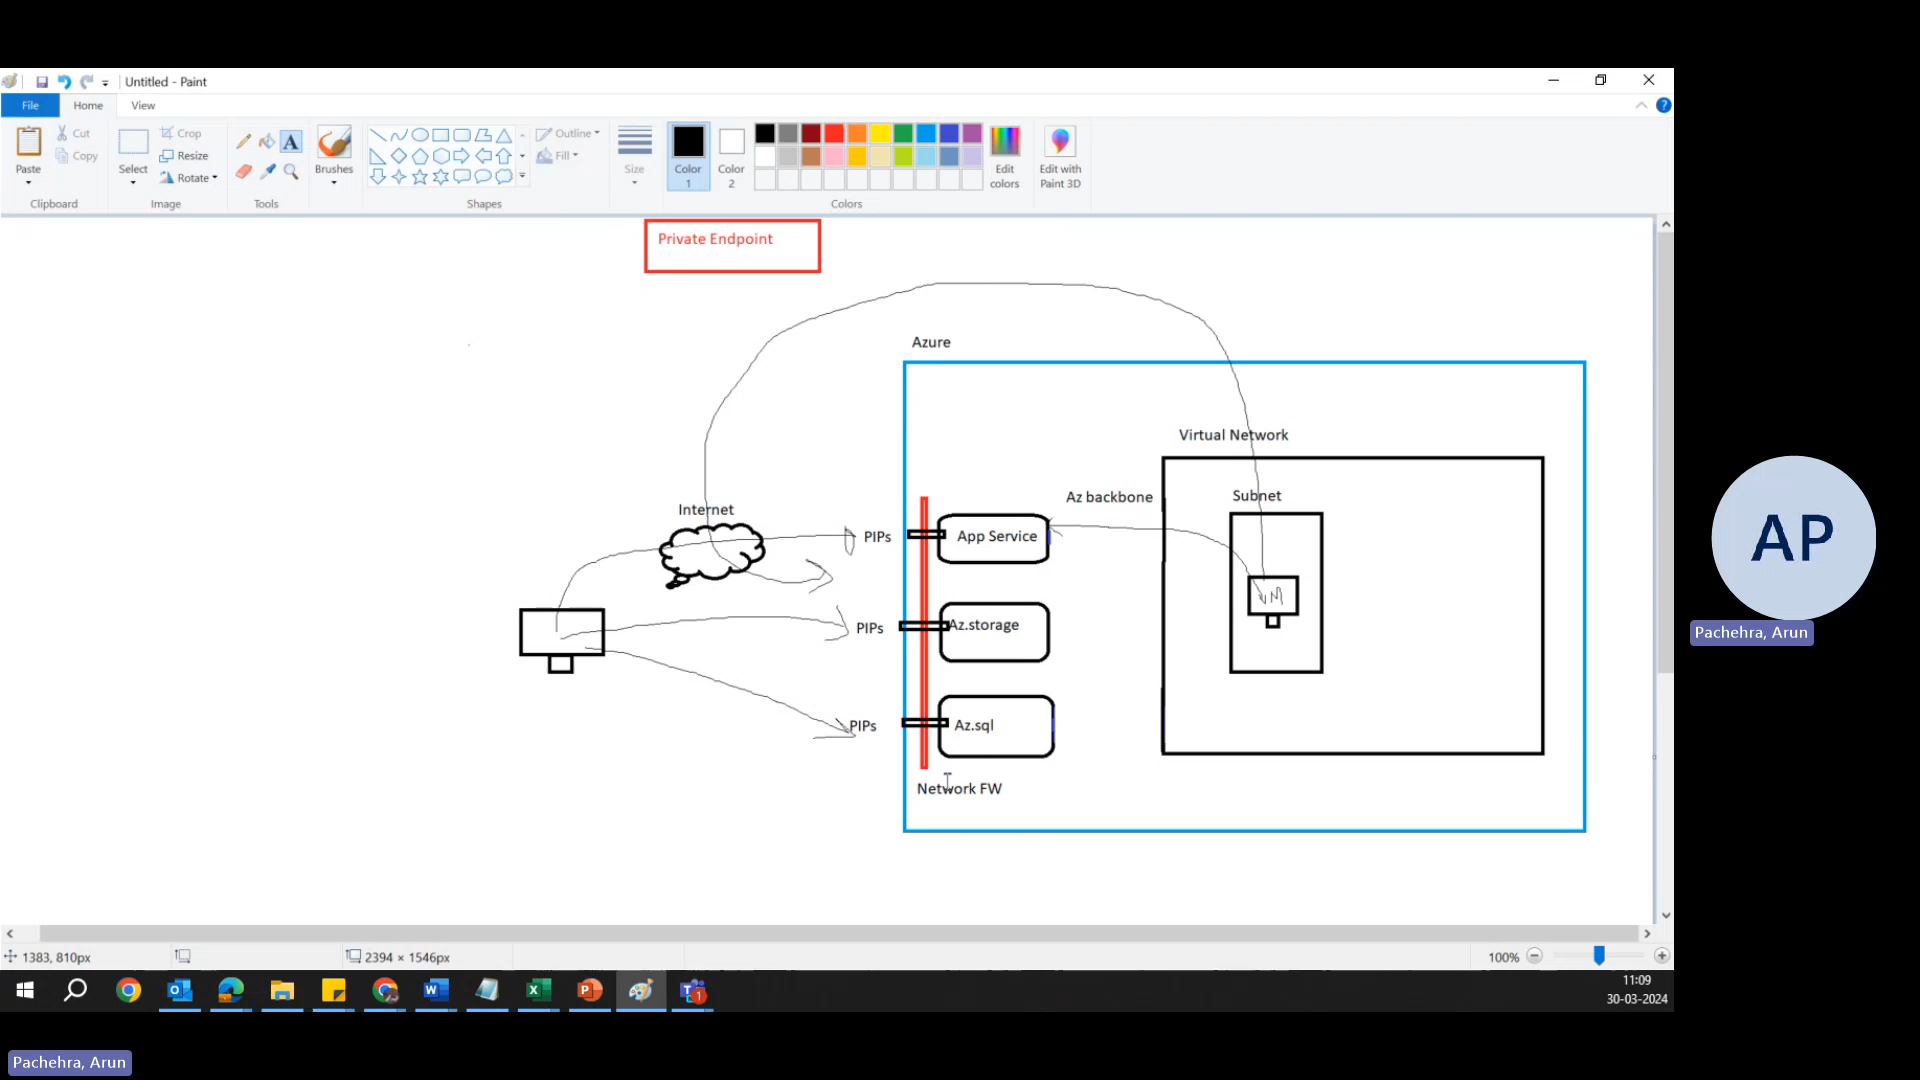 Untitled - Paint
File Home View
Paste
Cut
Copy
Clipboard
Select
Crop
Resize
Rotate
Image
A
Tools
Brushes
Shapes
Outline
Fill
Size
Color 1
Color 2
Edit colors
Edit with Paint 3D
Colors
Private Endpoint
Azure
Virtual Network
Az backbone
Subnet
Internet
PIPs
App Service
VM
PIPs
Az.storage
PIPs
Az.sql
Network FW
AP
Pachehra, Arun
1383, 810px
2394 × 1546px
100%
11:09
30-03-2024
Pachehra, Arun